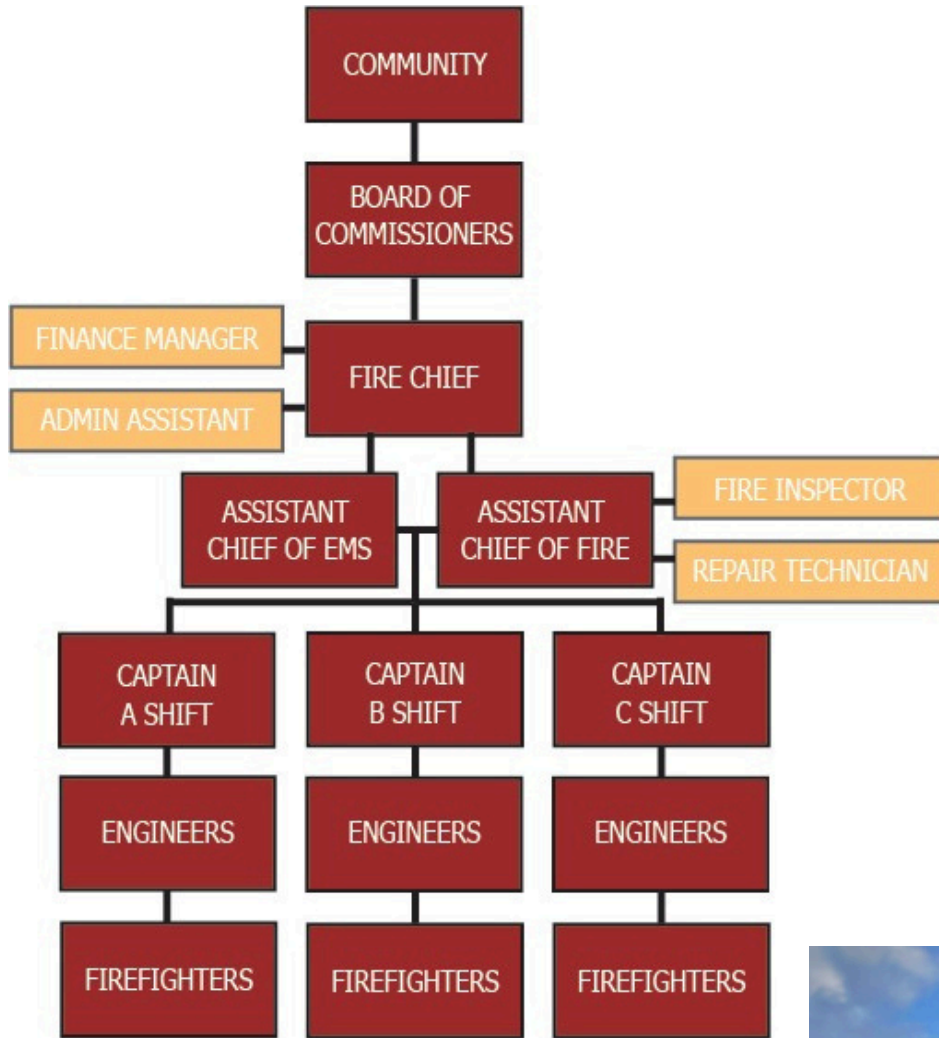 COMMUNITY
BOARD OF
COMMISSIONERS
FINANCE MANAGER
FIRE CHIEF
ADMIN ASSISTANT
ASSISTANT
CHIEF OF EMS
ASSISTANT
CHIEF OF FIRE
FIRE INSPECTOR
REPAIR TECHNICIAN
CAPTAIN
A SHIFT
CAPTAIN
B SHIFT
CAPTAIN
C SHIFT
ENGINEERS
ENGINEERS
ENGINEERS
FIREFIGHTERS
FIREFIGHTERS
FIREFIGHTERS